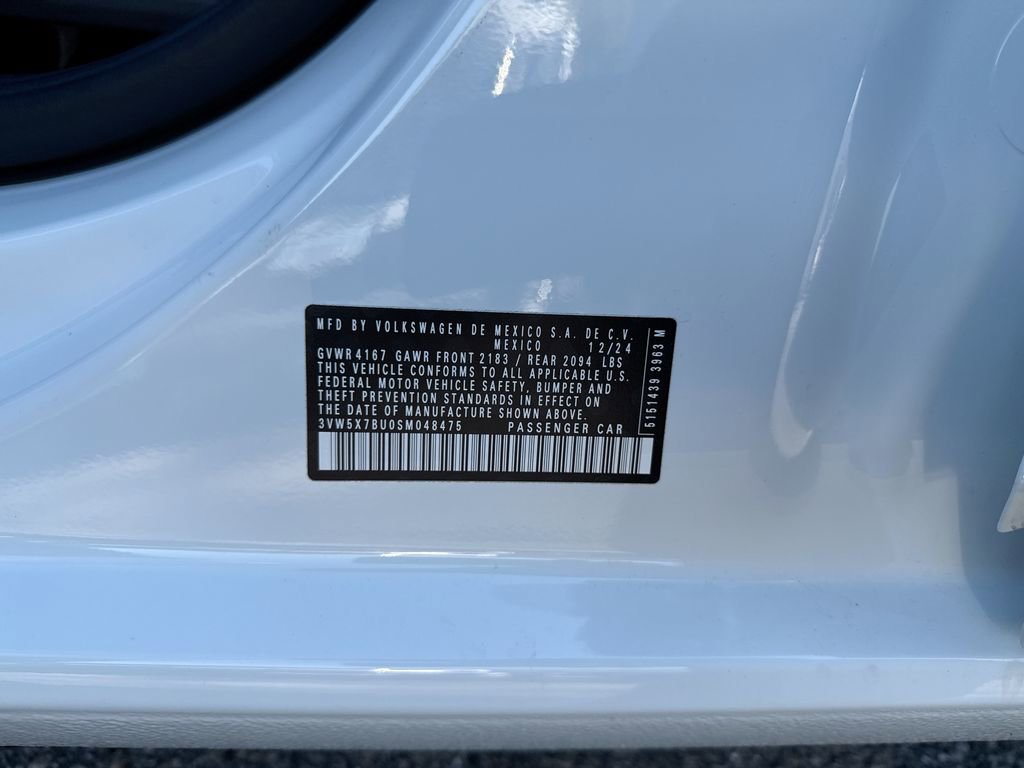 MFD BY VOLKSWAGEN DE MEXICO S.A. DE C.V.
MEXICO 12/24
GVWR 4167 GAWR FRONT 2183 / REAR 2094 LBS
THIS VEHICLE CONFORMS TO ALL APPLICABLE U.S.
FEDERAL MOTOR VEHICLE SAFETY, BUMPER AND
THEFT PREVENTION STANDARDS IN EFFECT ON
THE DATE OF MANUFACTURE SHOWN ABOVE.
3VW5X7BU0SM048475 PASSENGER CAR
5151439 3963 M